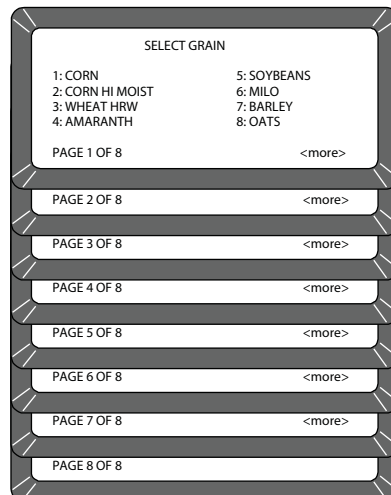 SELECT GRAIN
1: CORN 5: SOYBEANS
2: CORN HI MOIST 6: MILO
3: WHEAT HRW 7: BARLEY
4: AMARANTH 8: OATS
PAGE 1 OF 8 <more>
PAGE 2 OF 8 <more>
PAGE 3 OF 8 <more>
PAGE 4 OF 8 <more>
PAGE 5 OF 8 <more>
PAGE 6 OF 8 <more>
PAGE 7 OF 8 <more>
PAGE 8 OF 8